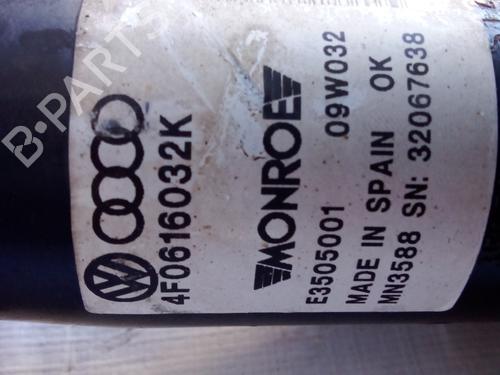 4F0616032K
MONROE
E3505001 09W032
MADE IN SPAIN OK
MN3588 SN: 32067638
B-PARTS